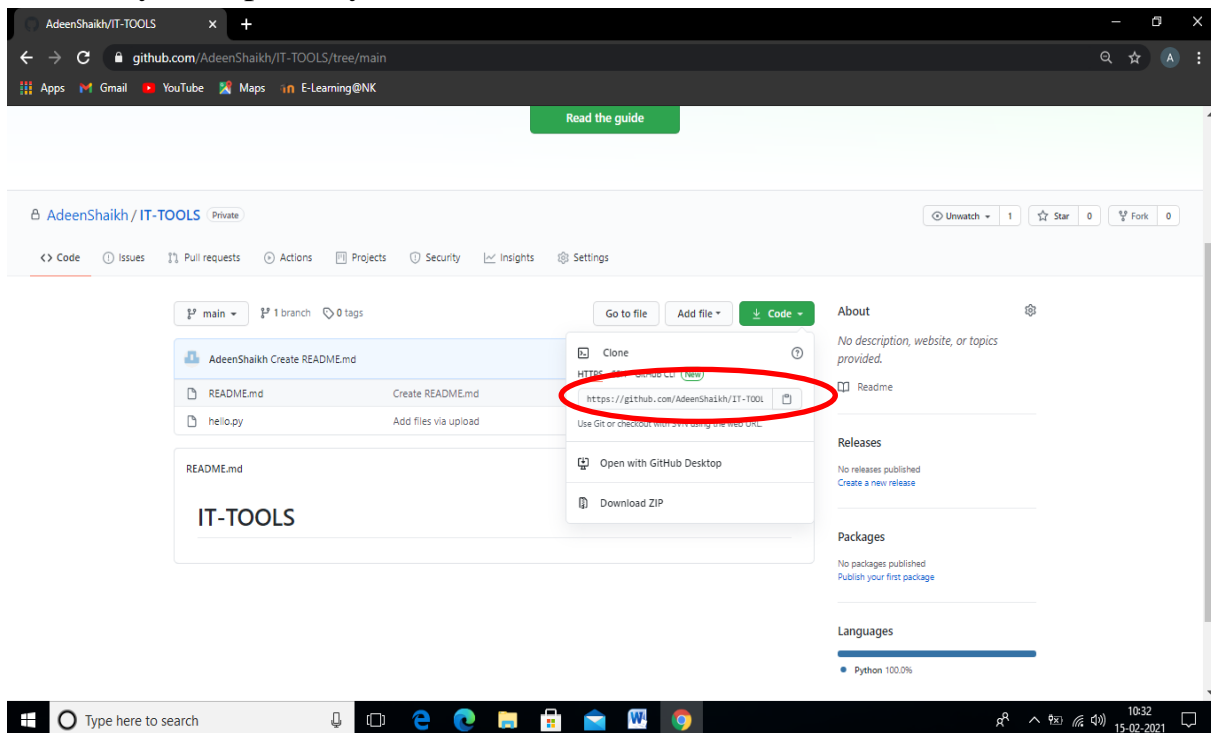 AdeenShaikh/IT-TOOLS
github.com/AdeenShaikh/IT-TOOLS/tree/main
A
Apps Gmail YouTube Maps E-Learning@NK
Read the guide
AdeenShaikh / IT-TOOLS Private
Unwatch 1 Star 0 Fork 0
Code Issues Pull requests Actions Projects Security Insights Settings
main 1 branch 0 tags Go to file Add file Code
About
No description, website, or topics
provided.
Readme
AdeenShaikh Create README.md
README.md Create README.md
hello.py Add files via upload
Clone
HTTPS GitHub CLI New
https://github.com/AdeenShaikh/IT-TOOL
Use Git or checkout with SVN using the web URL.
Open with GitHub Desktop
Download ZIP
README.md
IT-TOOLS
Releases
No releases published
Create a new release
Packages
No packages published
Publish your first package
Languages
Python 100.0%
Type here to search
10:32
15-02-2021